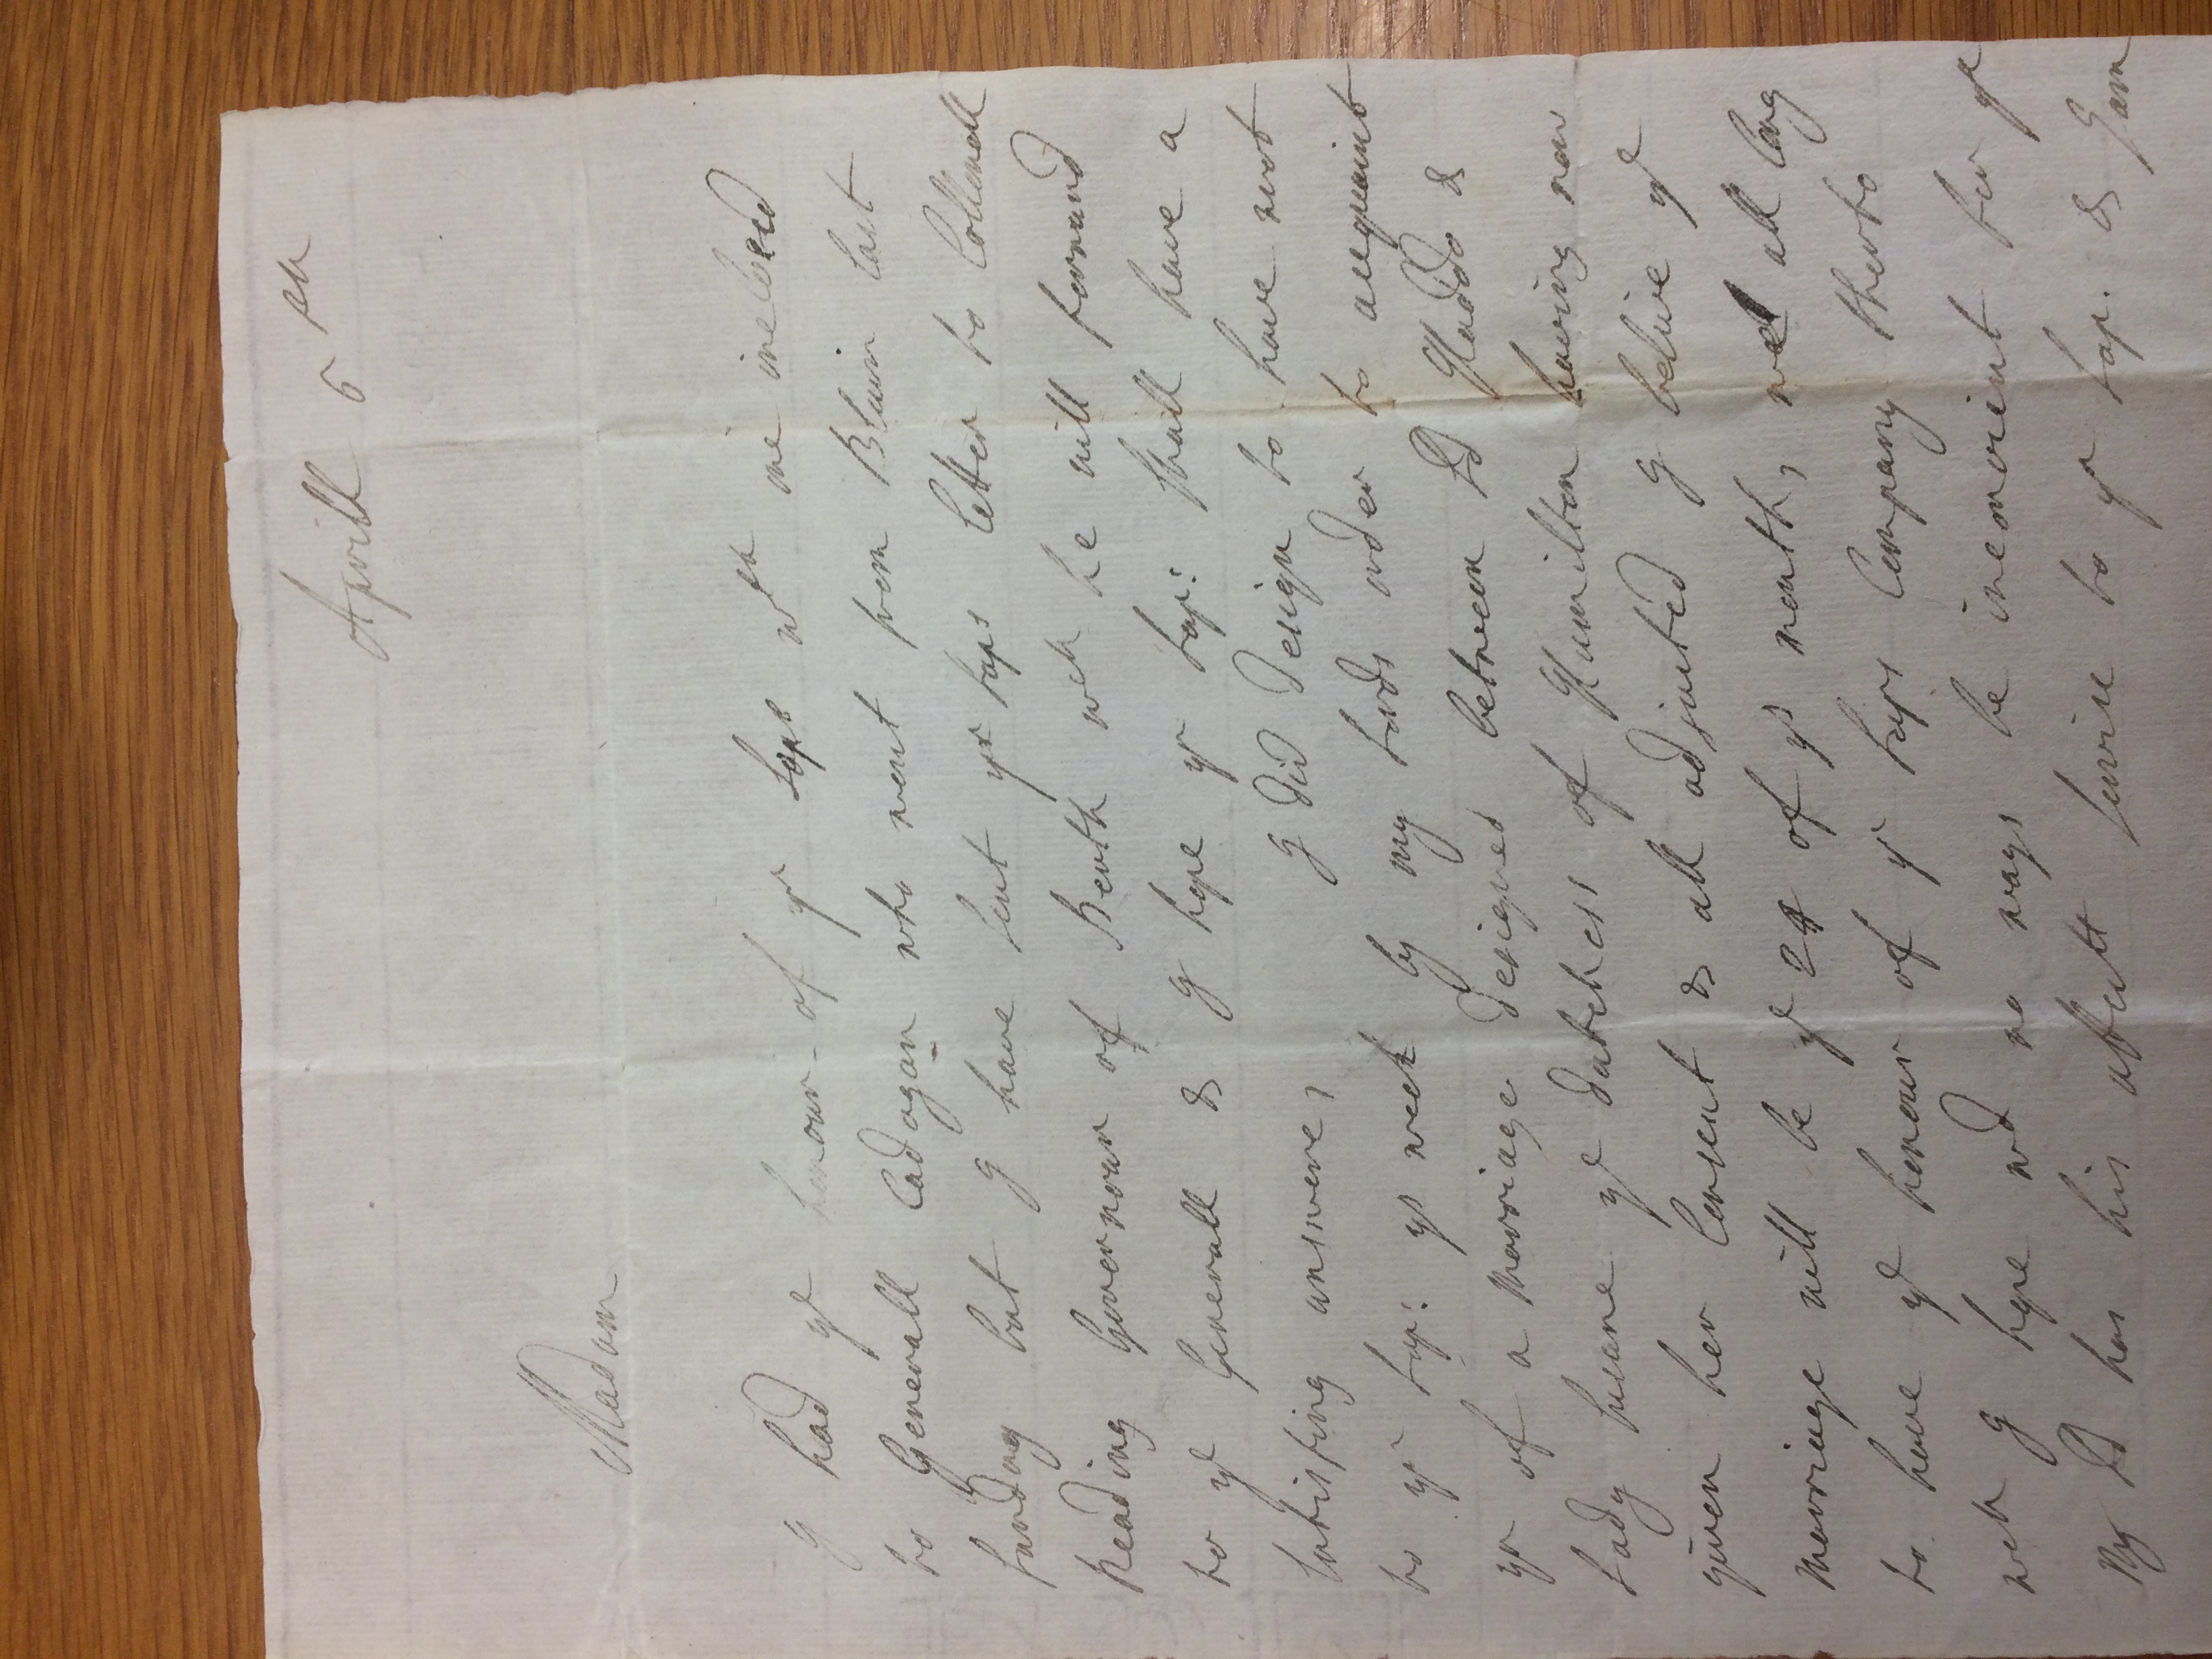 Aprill 6th
Madam
I had ye honour of yr Laps wth one inclosed
to Generall Cadogan who went from Blair last
sunday but I have sent yr Laps letter to Collonell
Reading Governour of Perth wch he will forward
to ye Generall & I hope yr Lap: shall have a
satisfing answere, I did design to have wrot
to yr Lap: ys week by my Lords order to acquaint
yr of a marriage designed between Ld Haddo &
Lady Susane ye dutchess of Hamilton having now
given her Consent & all adjusted I belive ye
marriage will be ye 24 of ys month, wee all long
to have ye honour of yr Laps Company therto
wch I hope wd no ways be inconvient for ye
My Ld has his affectt service to yr Lap. & I am